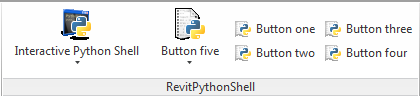 Interactive Python Shell
Button five
Button one
Button three
Button two
Button four
RevitPythonShell